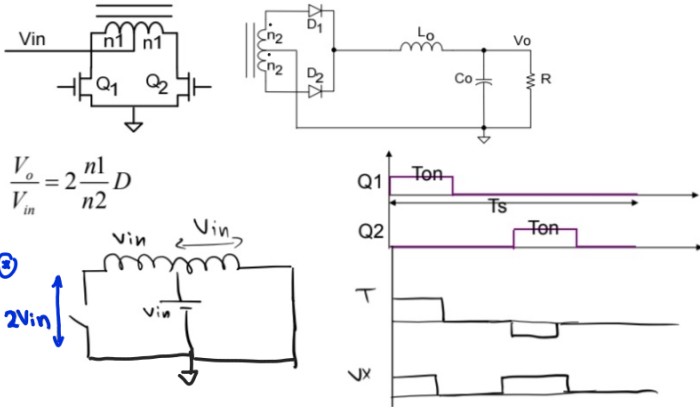 Vin
n1 n1
Q1 Q2
D1
n2
n2
D2
Lo
Vo
Co
R
Vo/Vin = 2 n1/n2 D
Vin Vin
Vin
*
2Vin
Q1 Ton
Ts
Q2 Ton
T
Vx